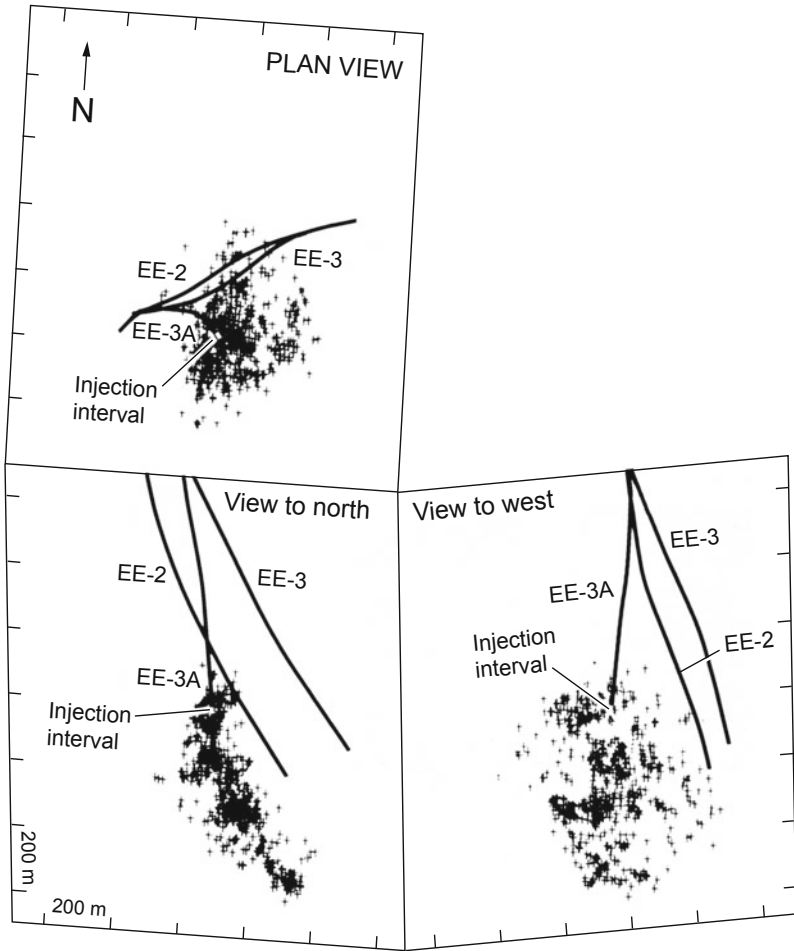 PLAN VIEW
N
EE-2
EE-3
EE-3A
Injection
interval
View to north
EE-2
EE-3
EE-3A
Injection
interval
200 m
200 m
View to west
EE-3
EE-3A
EE-2
Injection
interval